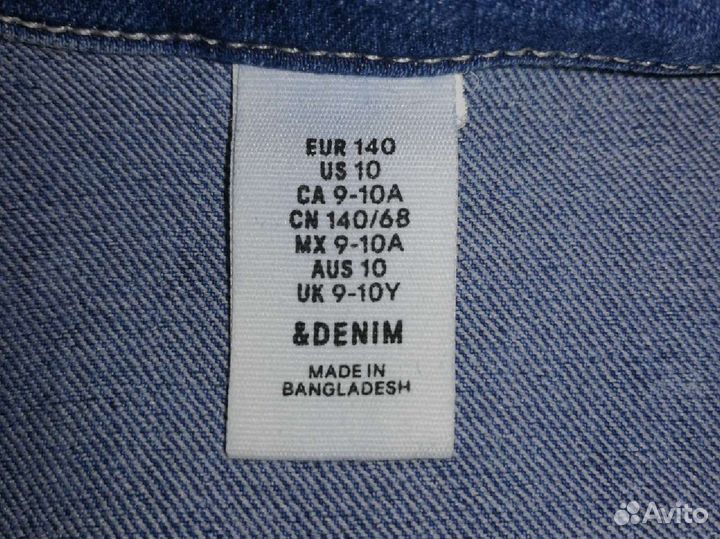 EUR 140
US 10
CA 9-10A
CN 140/68
MX 9-10A
AUS 10
UK 9-10Y
&DENIM
MADE IN
BANGLADESH
Avito